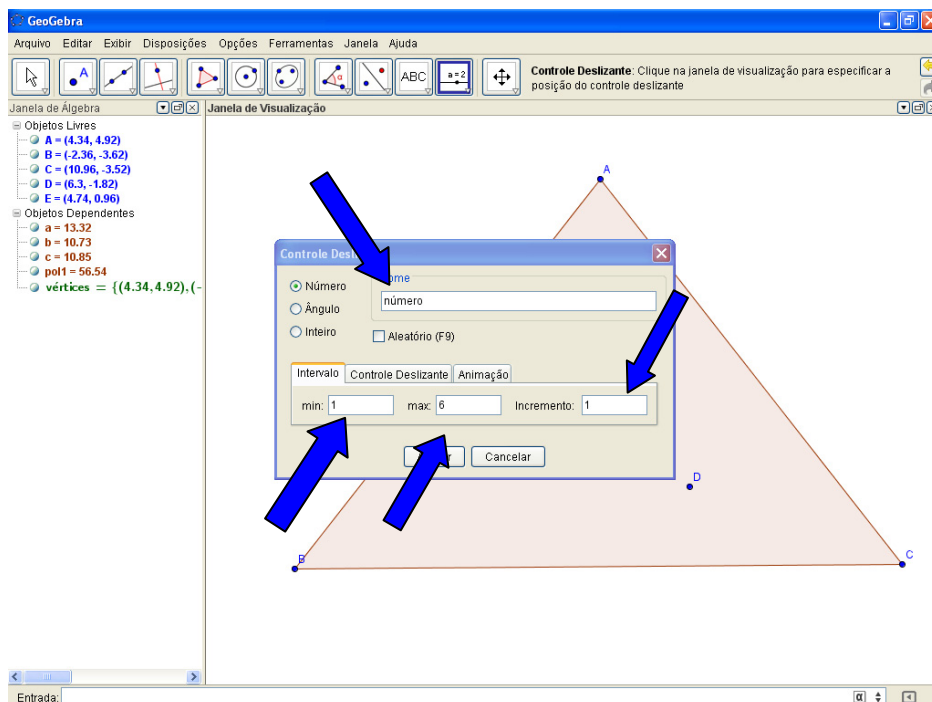 GeoGebra
Arquivo Editar Exibir Disposições Opções Ferramentas Janela Ajuda
A
ABC
a=2
Controle Deslizante: Clique na janela de visualização para especificar a
posição do controle deslizante
Janela de Álgebra
Janela de Visualização
Objetos Livres
A = (4.34, 4.92)
B = (-2.36, -3.62)
C = (10.96, -3.52)
D = (6.3, -1.82)
E = (4.74, 0.96)
Objetos Dependentes
a = 13.32
b = 10.73
c = 10.85
pol1 = 56.54
vértices = {(4.34,4.92),(-
A
Controle
Número
Ângulo
Inteiro
número
Aleatório (F9)
Intervalo Controle Deslizante Animação
min: 1 max: 6 Incremento: 1
Cancelar
D
B
C
Entrada:
α